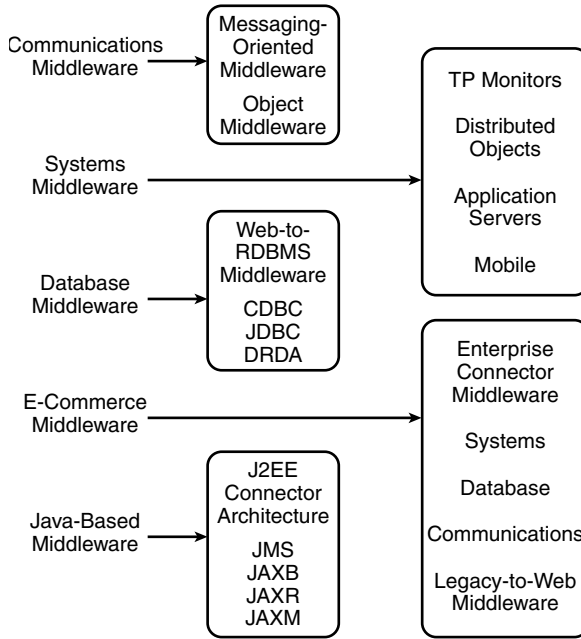 Communications
Middleware
Messaging-
Oriented
Middleware
Object
Middleware
Systems
Middleware
TP Monitors
Distributed
Objects
Application
Servers
Mobile
Database
Middleware
Web-to-
RDBMS
Middleware
CDBC
JDBC
DRDA
E-Commerce
Middleware
Enterprise
Connector
Middleware
Systems
Database
Communications
Legacy-to-Web
Middleware
Java-Based
Middleware
J2EE
Connector
Architecture
JMS
JAXB
JAXR
JAXM